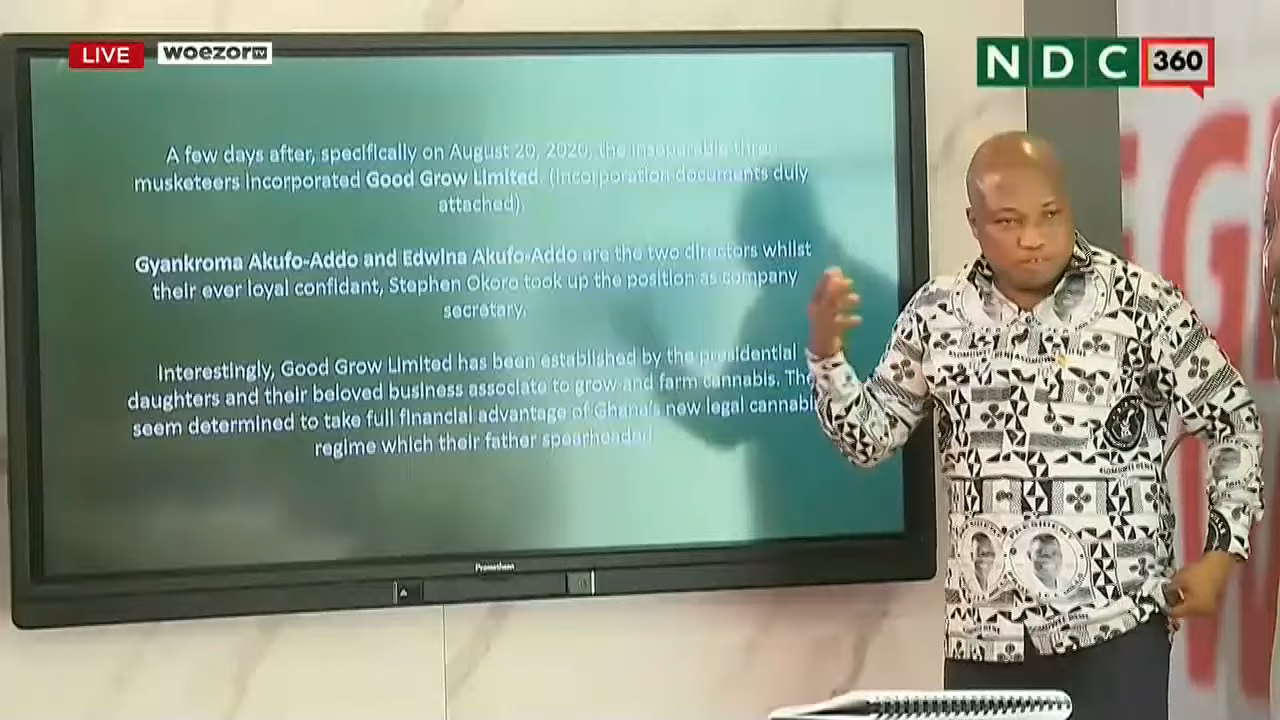 LIVE
woezor tv
NDC 360
A few days after, specifically on August 20, 2020, the inseparable three
musketeers incorporated Good Grow Limited. (Incorporation documents duly
attached).
Gyankroma Akufo-Addo and Edwina Akufo-Addo are the two directors whilst
their ever loyal confidant, Stephen Okoro took up the position as company
secretary.
Interestingly, Good Grow Limited has been established by the presidential
daughters and their beloved business associate to grow and farm cannabis. They
seem determined to take full financial advantage of Ghana's new legal cannabis
regime which their father spearheaded.
Promethean